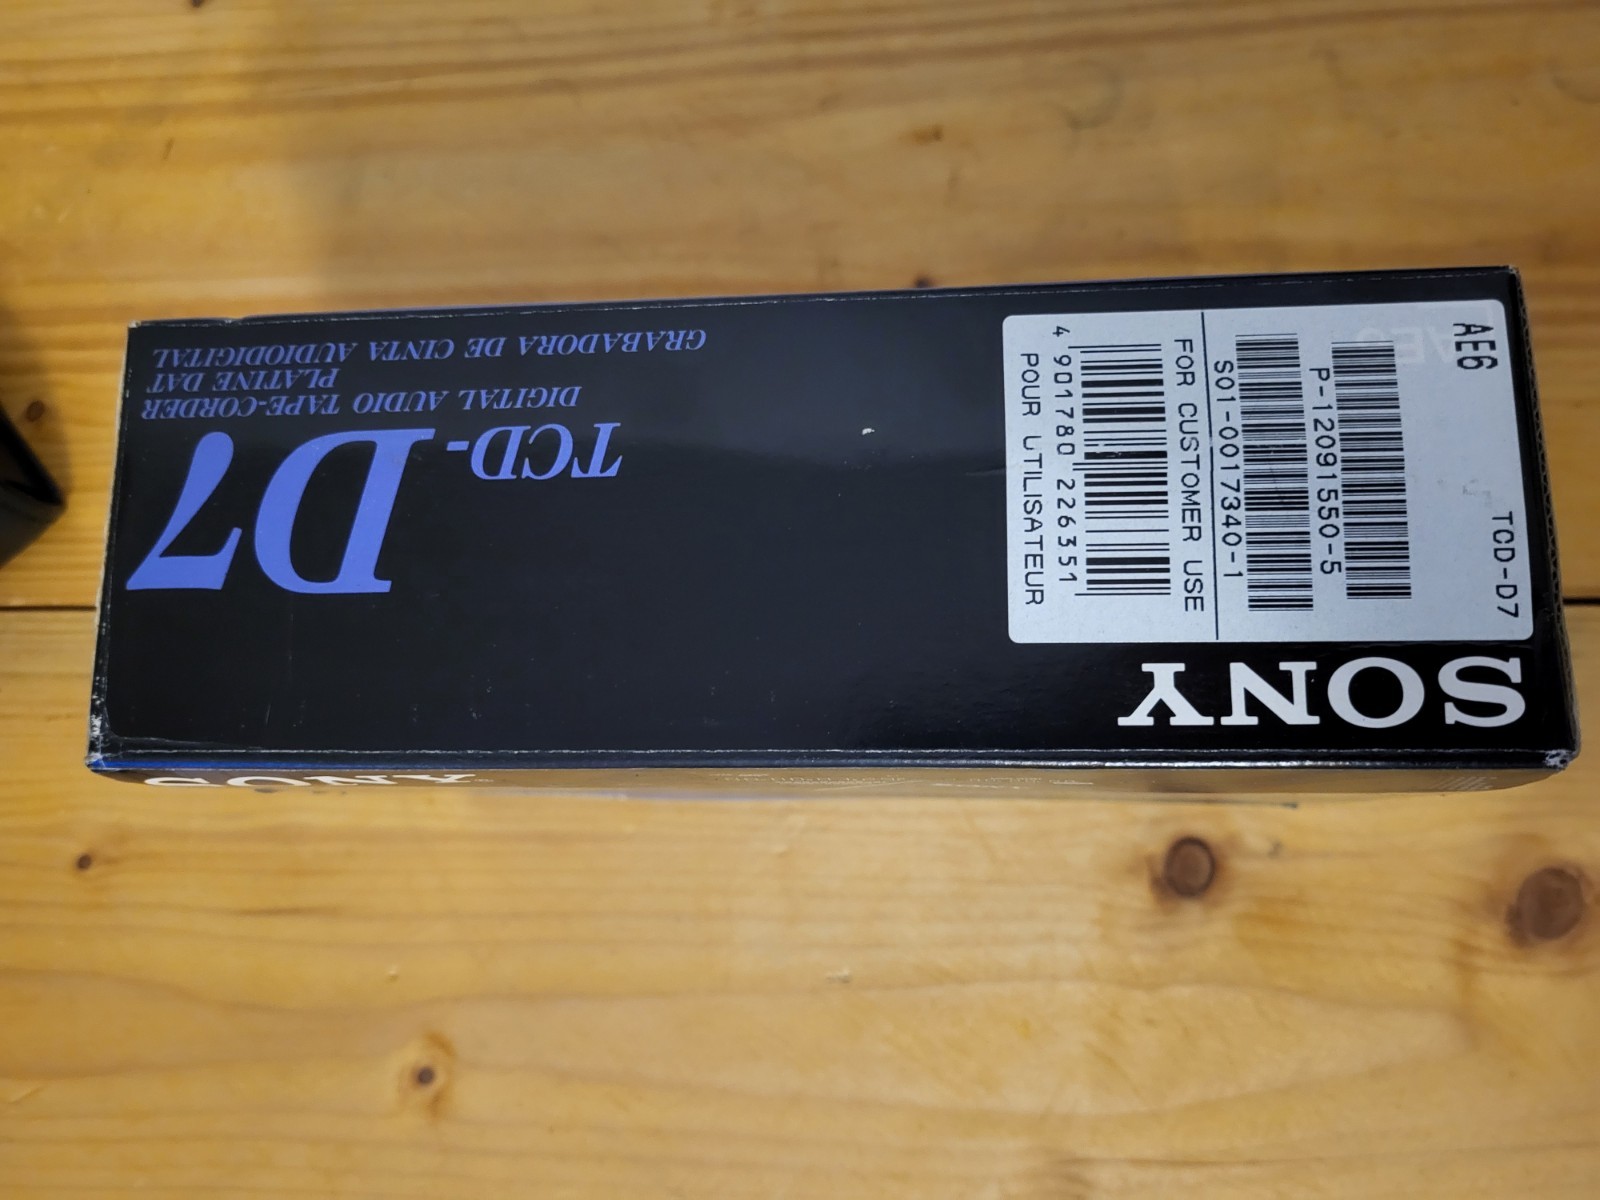 SONY
TCD-D7
DIGITAL AUDIO TAPE-CORDER
PLATINE DAT
GRABADORA DE CINTA AUDIODIGITAL
AE6
TCD-D7
P-12091550-5
S01-0017340-1
FOR CUSTOMER USE
4 901780 226351
POUR UTILISATEUR
SONY